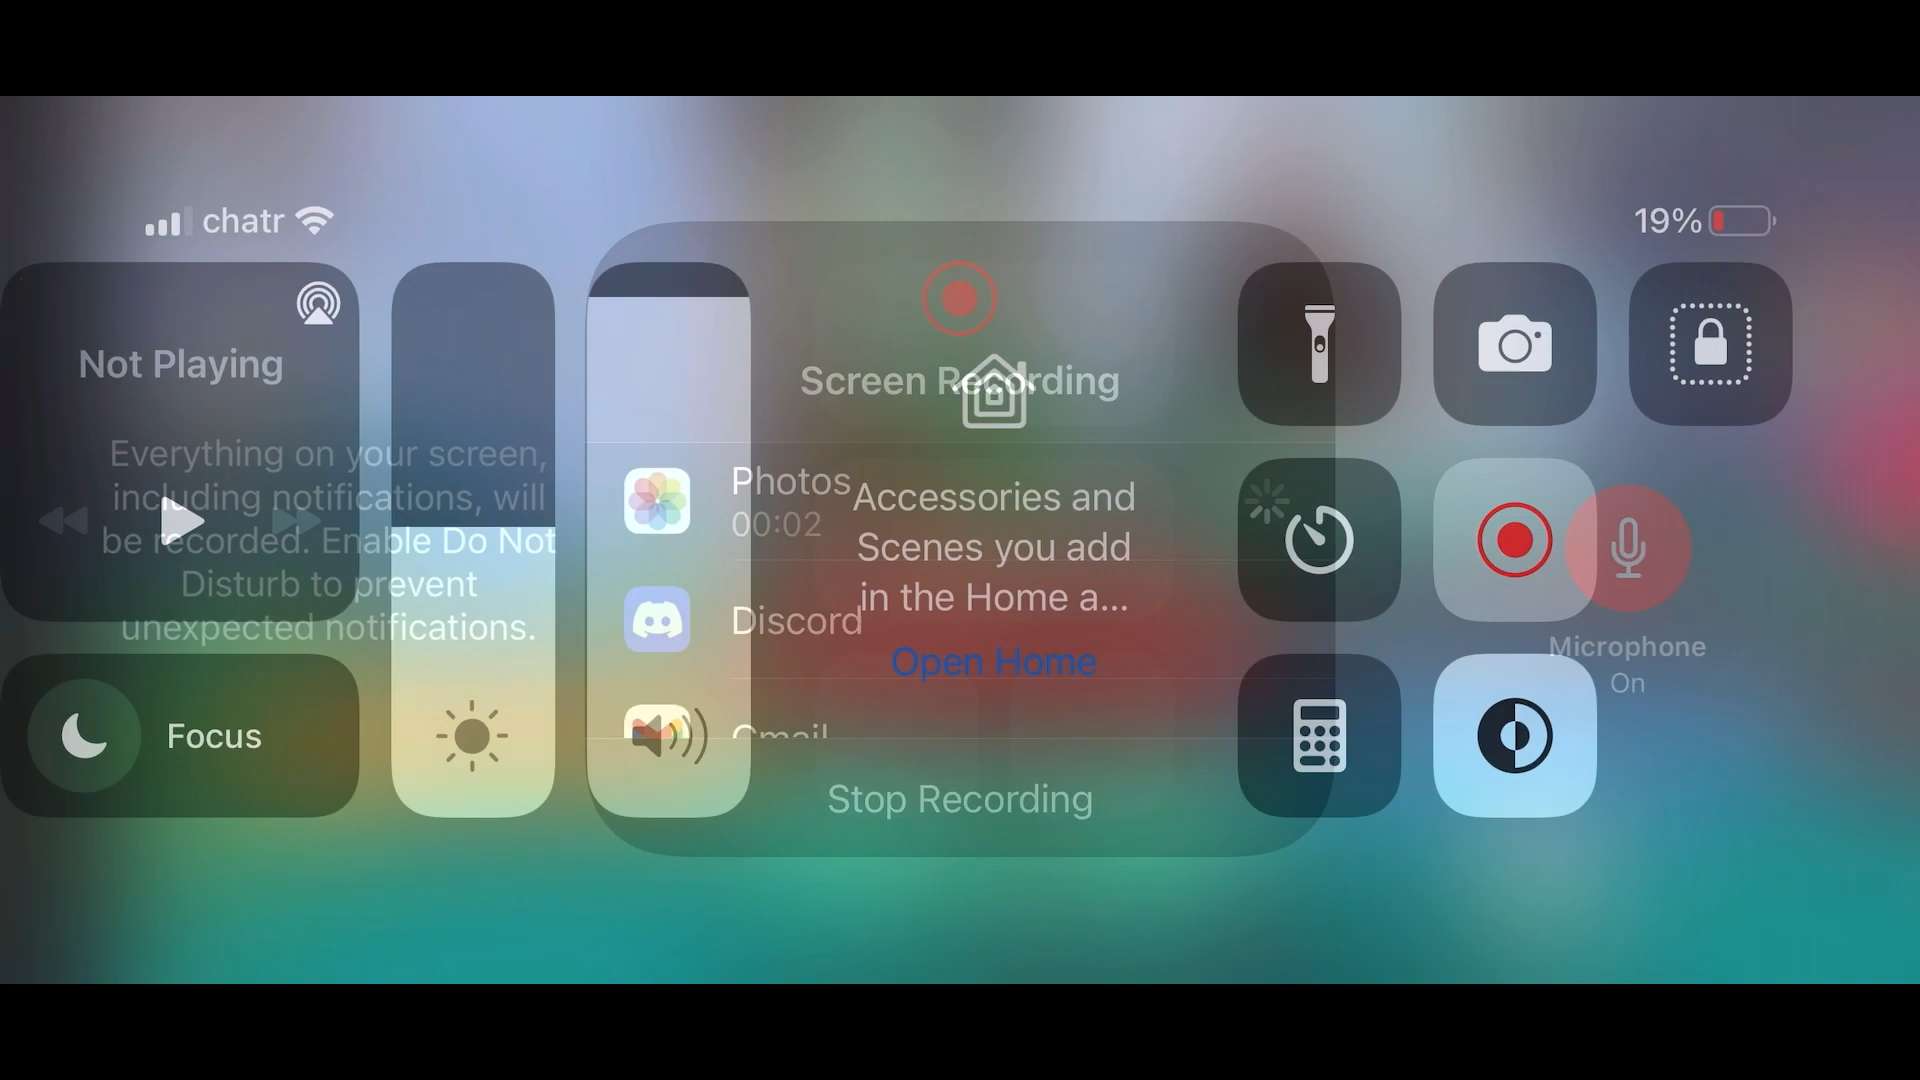 chatr
19%
Not Playing
Screen Recording
Everything on your screen,
including notifications, will
be recorded. Enable Do Not
Disturb to prevent
unexpected notifications.
Photos
00:02
Discord
Gmail
Accessories and
Scenes you add
in the Home a...
Open Home
Microphone
On
Focus
Stop Recording